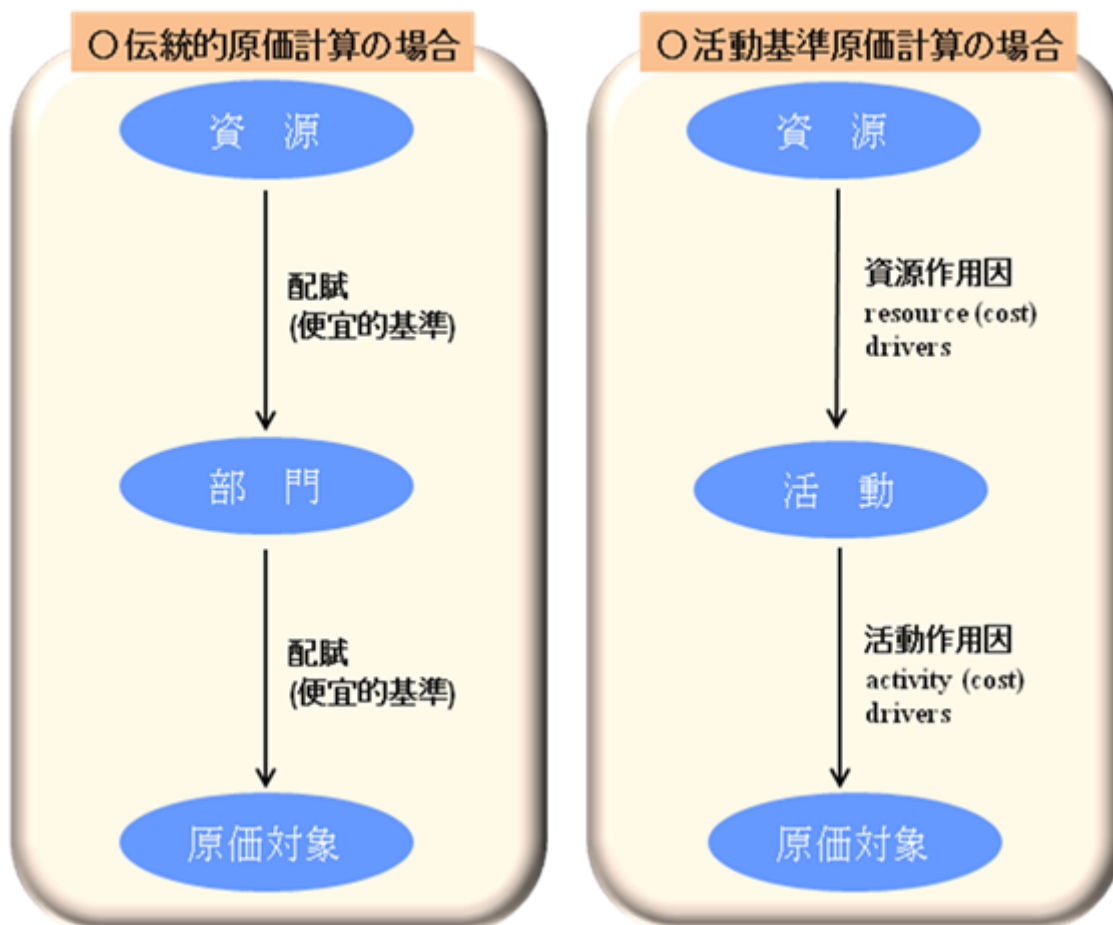 〇伝統的原価計算の場合
資 源
配賦
(便宜的基準)
部 門
配賦
(便宜的基準)
原価対象
〇活動基準原価計算の場合
資 源
資源作用因
resource (cost)
drivers
活 動
活動作用因
activity (cost)
drivers
原価対象